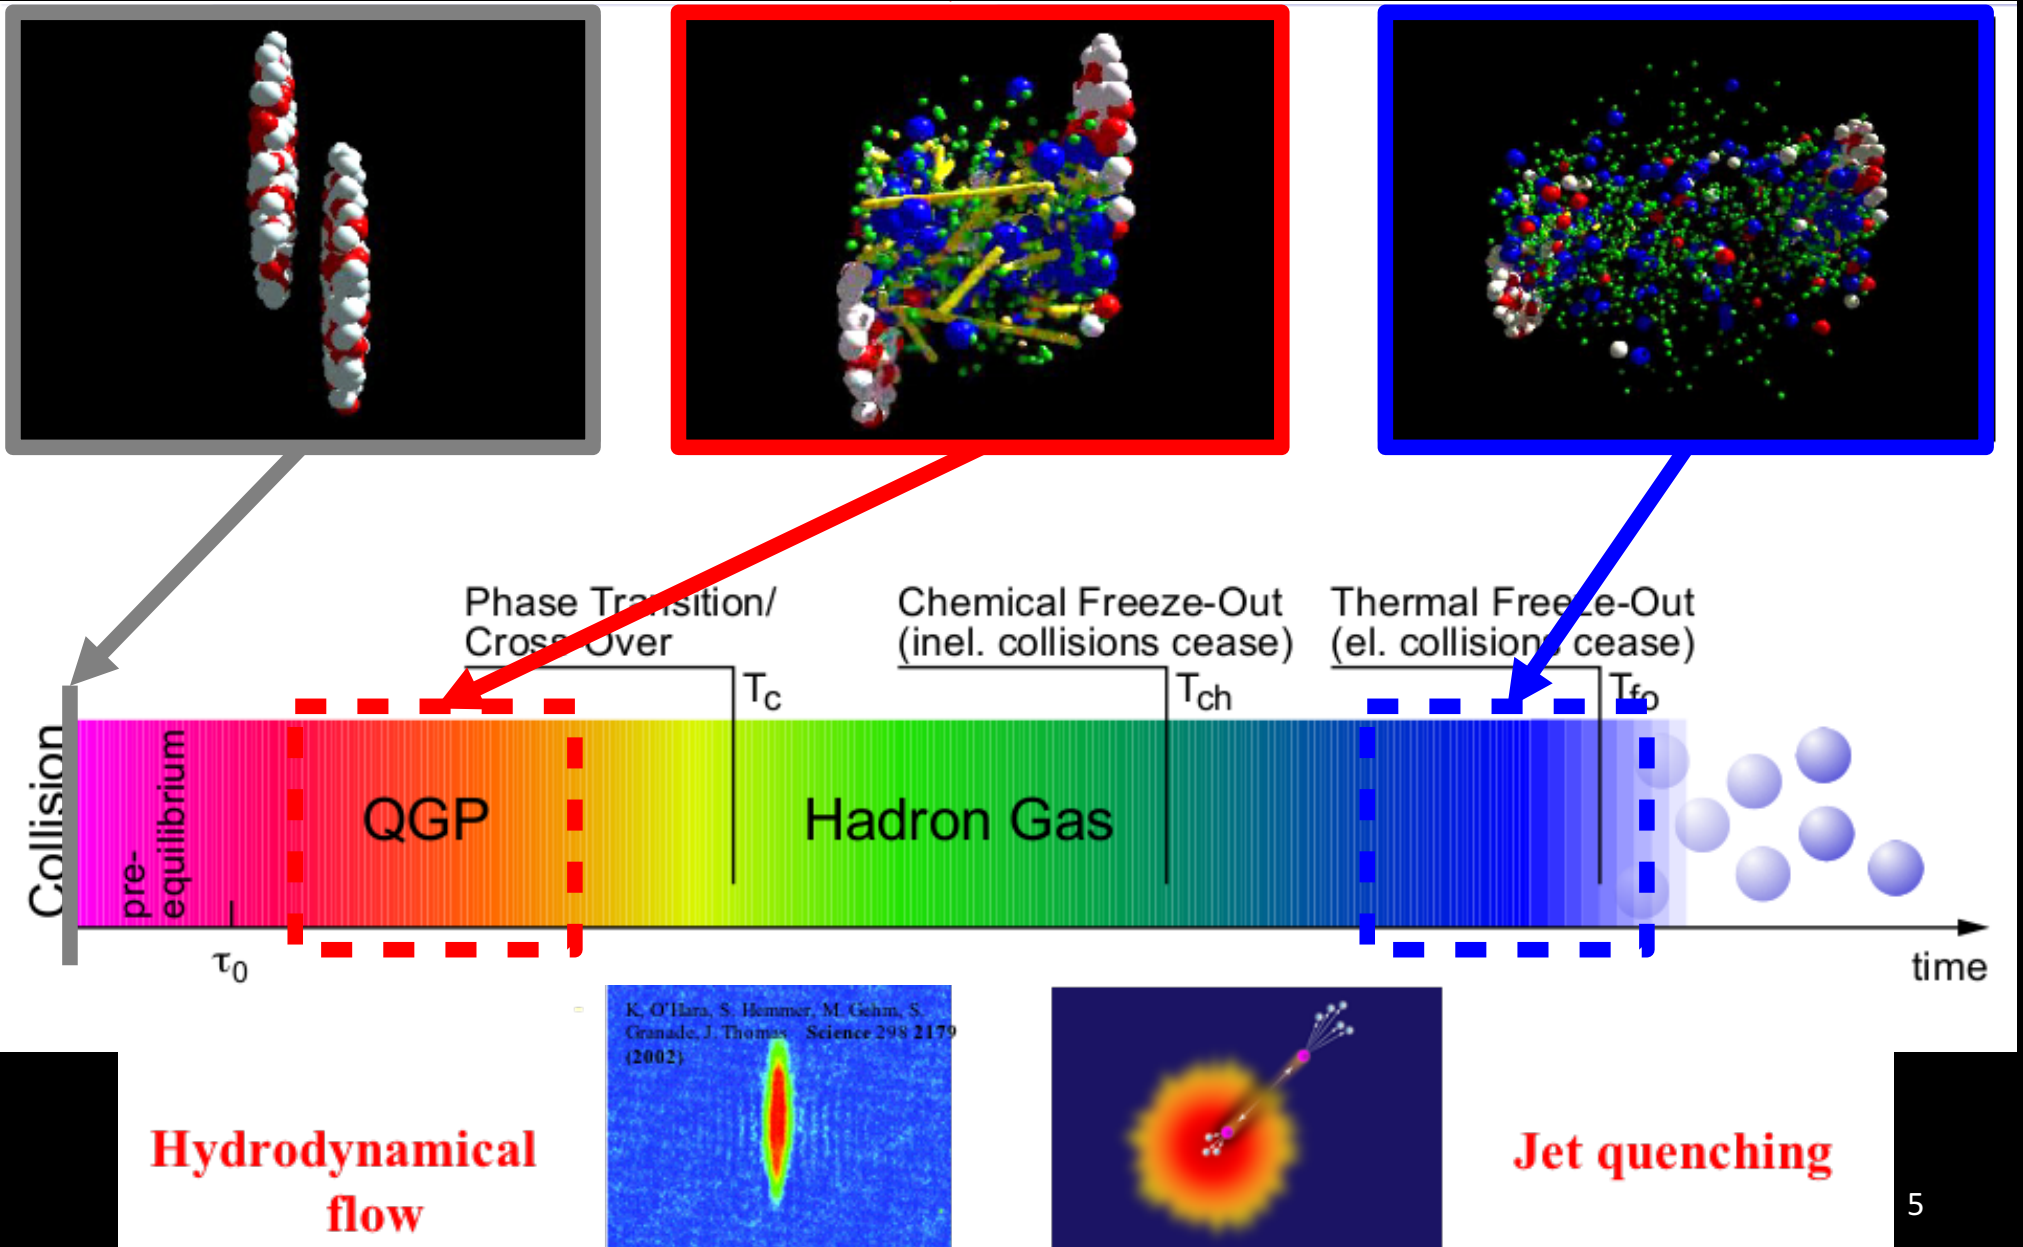 Phase Transition/
Cross-Over
Chemical Freeze-Out
(inel. collisions cease)
Thermal Freeze-Out
(el. collisions cease)
Tc
Tch
Tfo
Collision
pre-
equilibrium
QGP
Hadron Gas
τ0
time
K. O'Hara, S. Hemmer, M. Gehm, S.
Granade, J. Thomas Science 298 2179
(2002)
Hydrodynamical
flow
Jet quenching
5